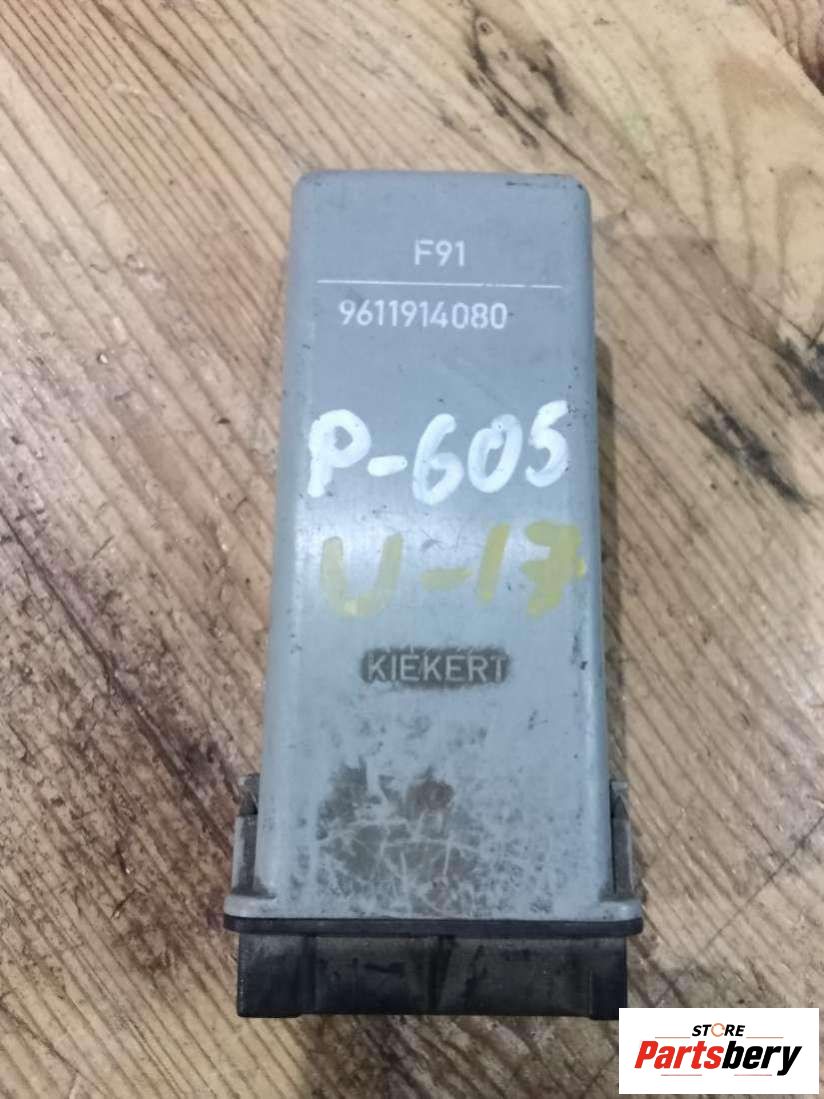 F91
9611914080
P-605
U-17
KIEKERT
STORE
Partsbery